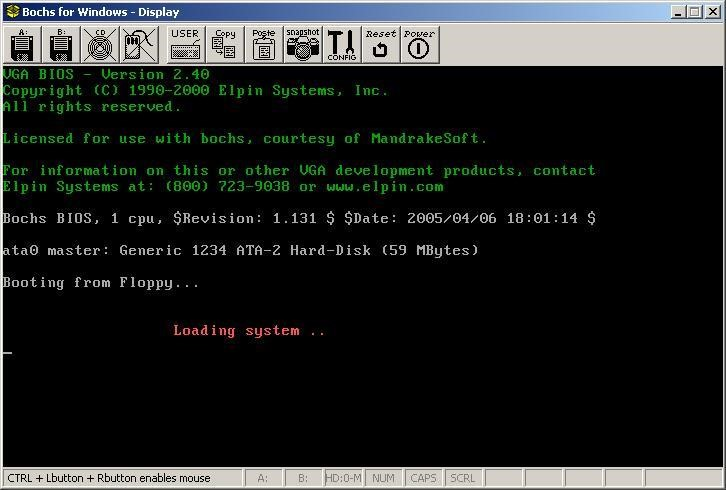 Bochs for Windows - Display
A: B: CD USER Copy Paste snapshot CONFIG Reset Power
VGA BIOS - Version 2.40
Copyright (C) 1990-2000 Elpin Systems, Inc.
All rights reserved.
Licensed for use with bochs, courtesy of MandrakeSoft.
For information on this or other VGA development products, contact
Elpin Systems at: (800) 723-9038 or www.elpin.com
Bochs BIOS, 1 cpu, $Revision: 1.131 $ $Date: 2005/04/06 18:01:14 $
ata0 master: Generic 1234 ATA-2 Hard-Disk (59 MBytes)
Booting from Floppy...
Loading system ..
CTRL + Lbutton + Rbutton enables mouse A: B: HD:0-M NUM CAPS SCRL